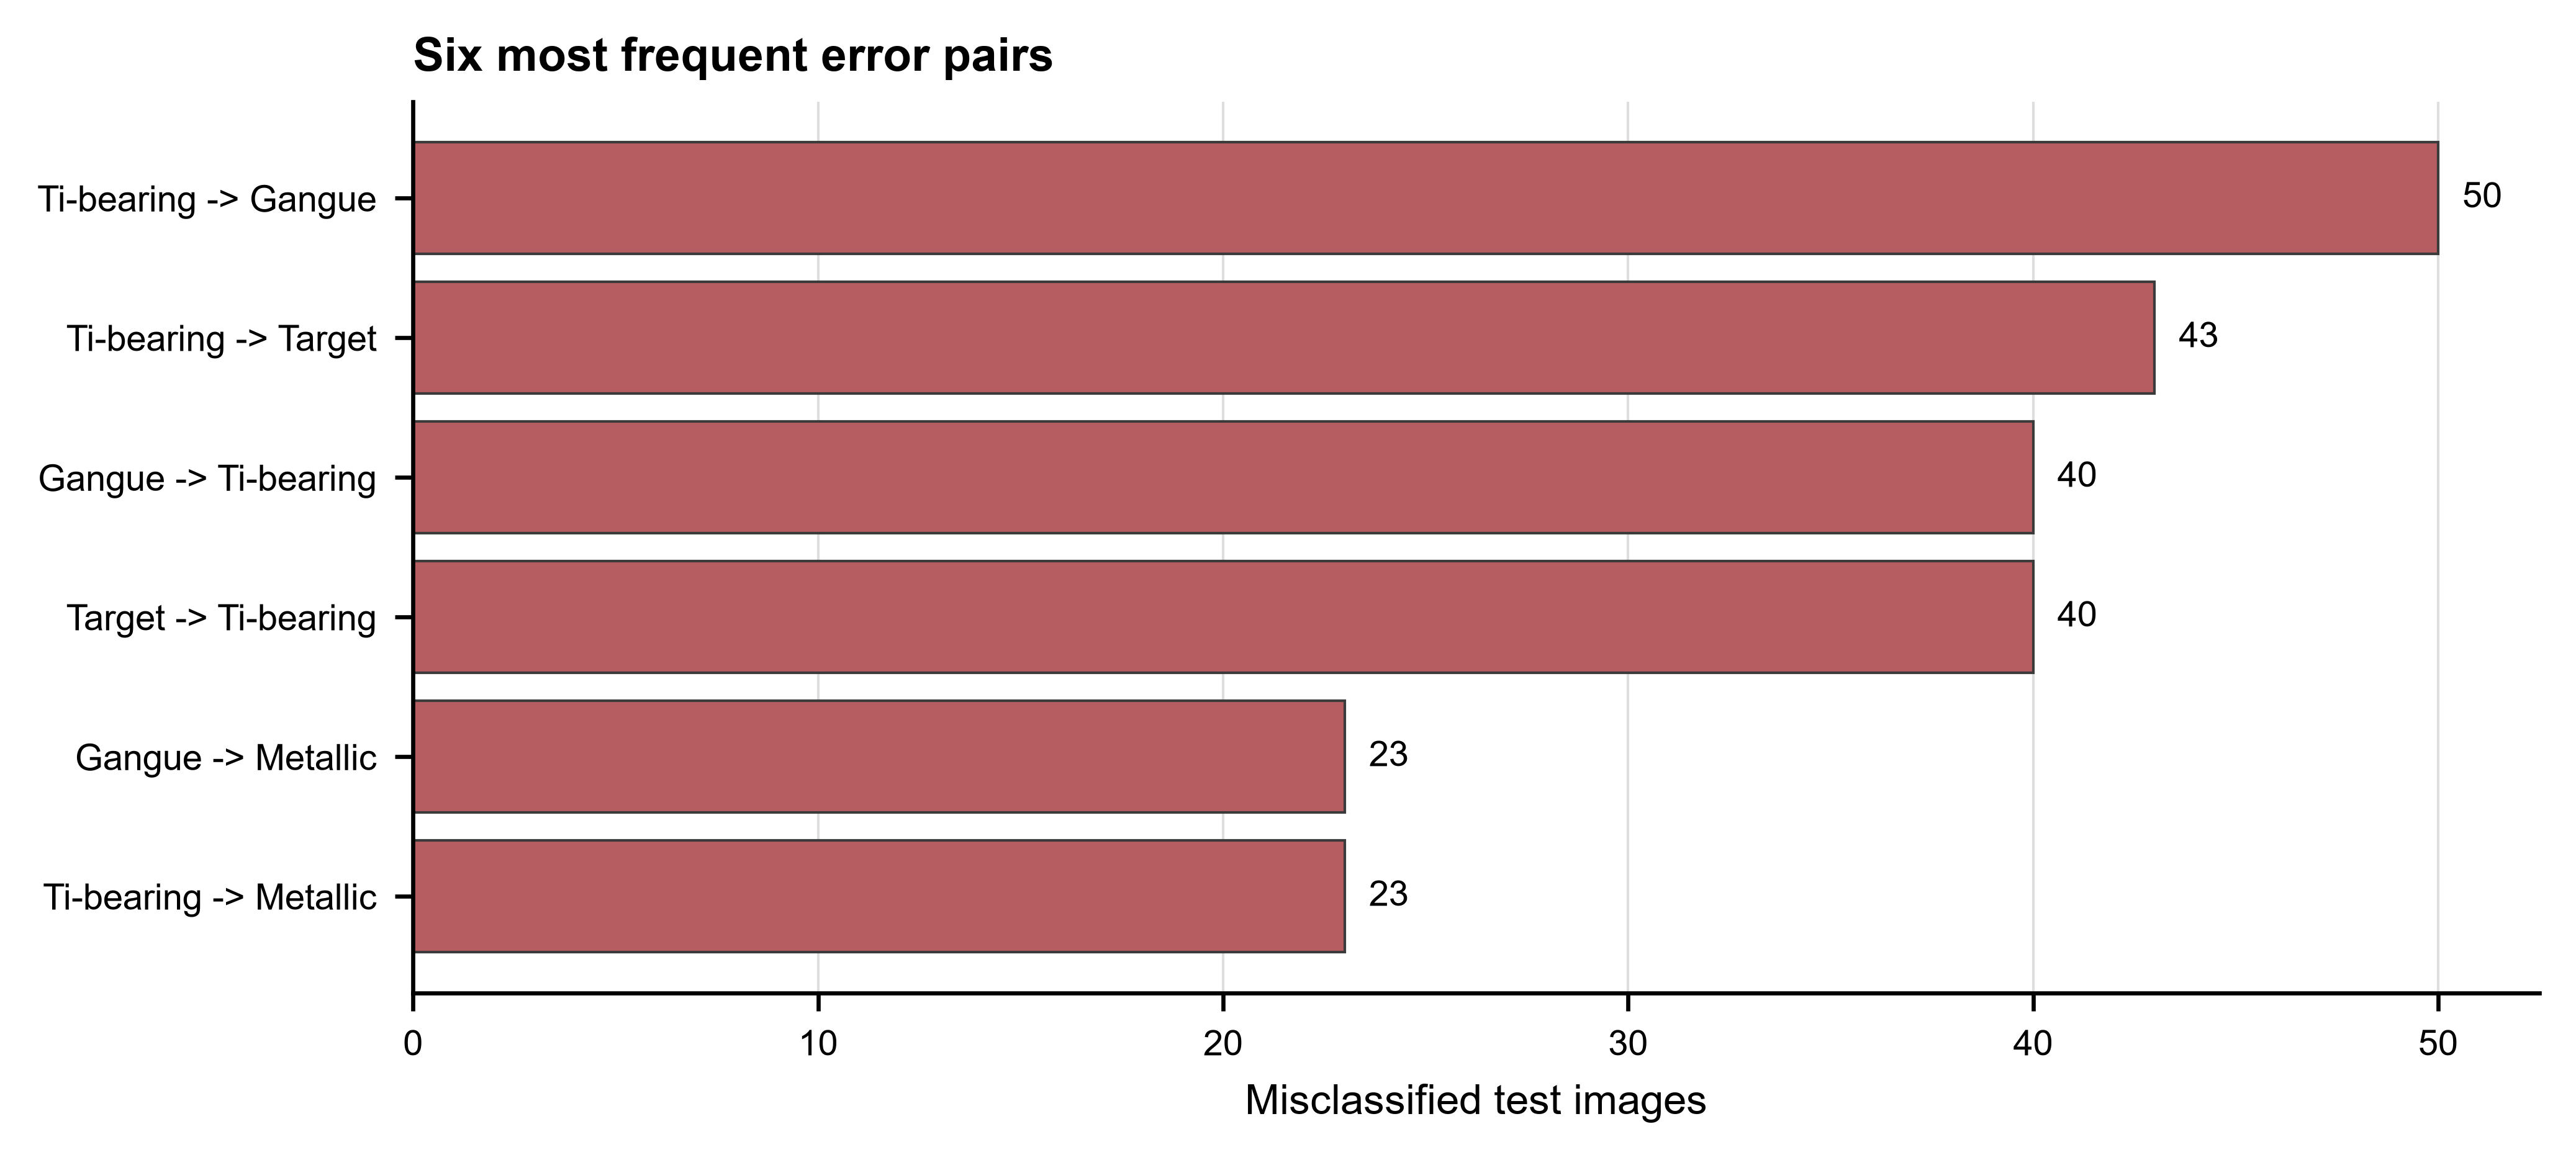 Six most frequent error pairs
Ti-bearing -> Gangue 50
Ti-bearing -> Target 43
Gangue -> Ti-bearing 40
Target -> Ti-bearing 40
Gangue -> Metallic 23
Ti-bearing -> Metallic 23
0 10 20 30 40 50
Misclassified test images